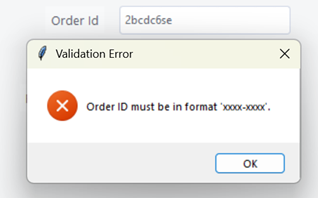 Order Id 2bcdc6se
Validation Error
Order ID must be in format 'xxxx-xxxx'.
OK